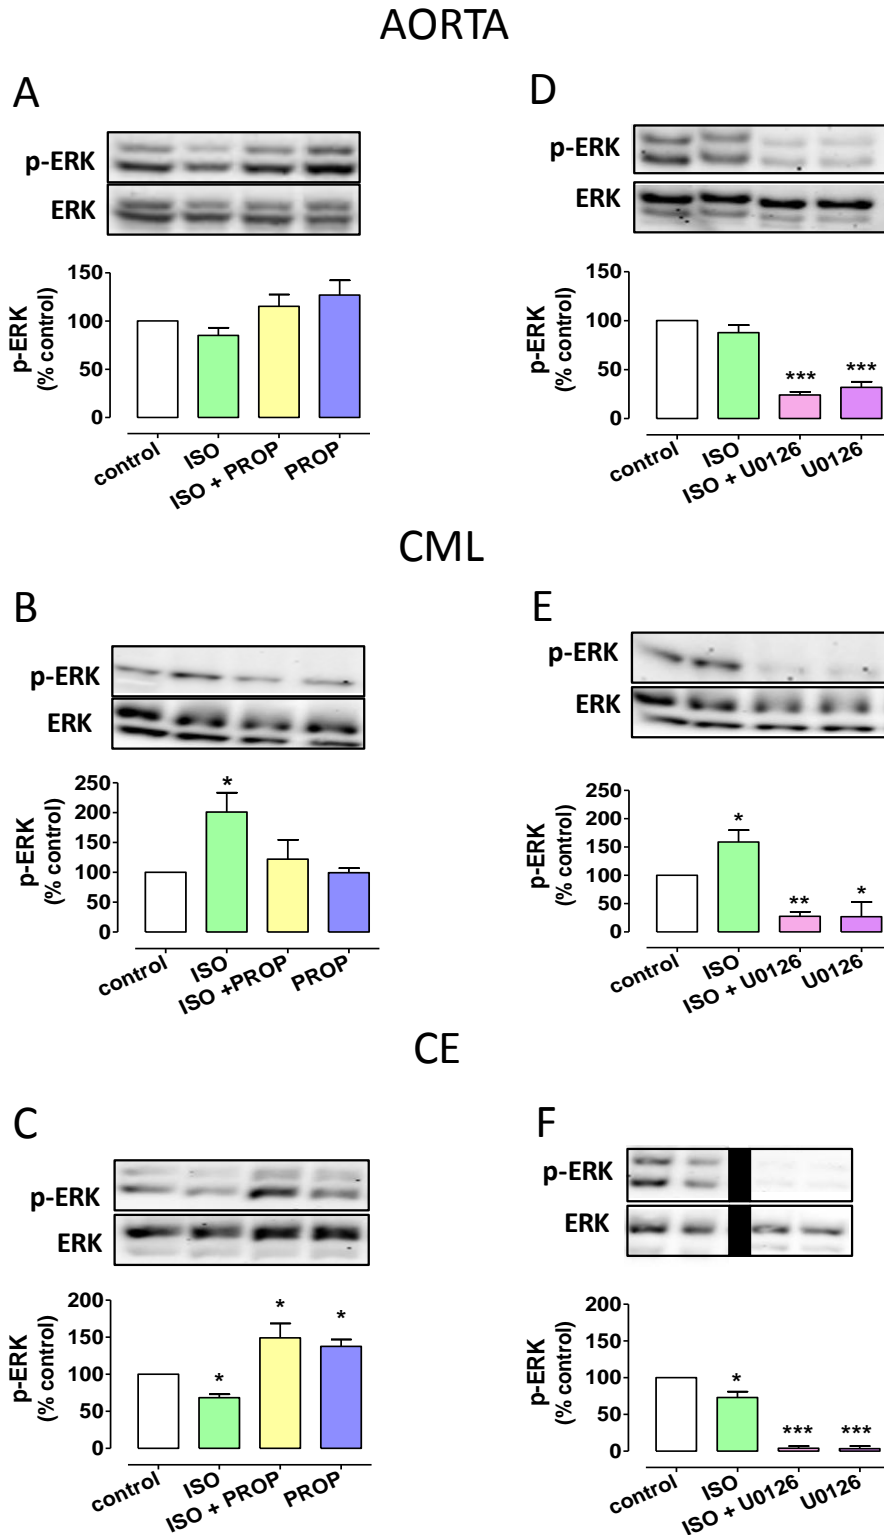 AORTA
A
p-ERK
ERK
p-ERK
(% control)
150
100
50
0
control
ISO
ISO + PROP
PROP
D
p-ERK
ERK
p-ERK
(% control)
150
100
50
0
***
***
control
ISO
ISO + U0126
U0126
CML
B
p-ERK
ERK
p-ERK
(% control)
250
200
150
100
50
0
*
control
ISO
ISO +PROP
PROP
E
p-ERK
ERK
p-ERK
(% control)
250
200
150
100
50
0
*
**
*
control
ISO
ISO + U0126
U0126
CE
C
p-ERK
ERK
p-ERK
(% control)
200
150
100
50
0
*
*
*
control
ISO
ISO + PROP
PROP
F
p-ERK
ERK
p-ERK
(% control)
200
150
100
50
0
*
***
***
control
ISO
ISO + U0126
U0126